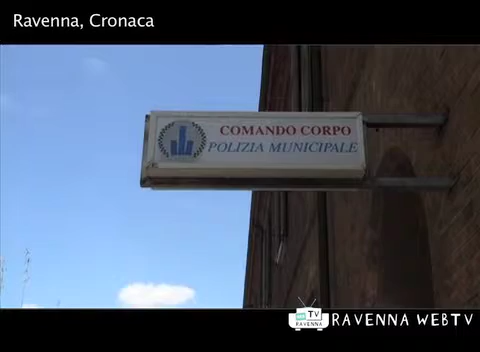 Ravenna, Cronaca
COMANDO CORPO
POLIZIA MUNICIPALE
TV
RAVENNA
RAVENNA WEBTV